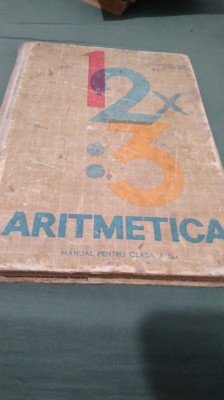 1
2x
:3
ARITMETICA
MANUAL PENTRU CLASA A